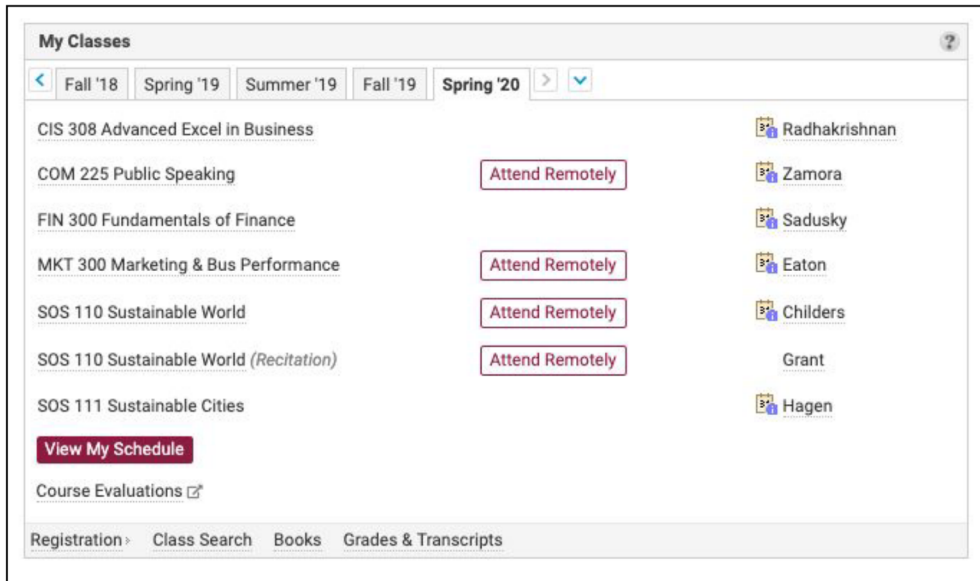 My Classes ?
Fall '18 Spring '19 Summer '19 Fall '19 Spring '20
CIS 308 Advanced Excel in Business Radhakrishnan
COM 225 Public Speaking Attend Remotely Zamora
FIN 300 Fundamentals of Finance Sadusky
MKT 300 Marketing & Bus Performance Attend Remotely Eaton
SOS 110 Sustainable World Attend Remotely Childers
SOS 110 Sustainable World (Recitation) Attend Remotely Grant
SOS 111 Sustainable Cities Hagen
View My Schedule
Course Evaluations
Registration Class Search Books Grades & Transcripts